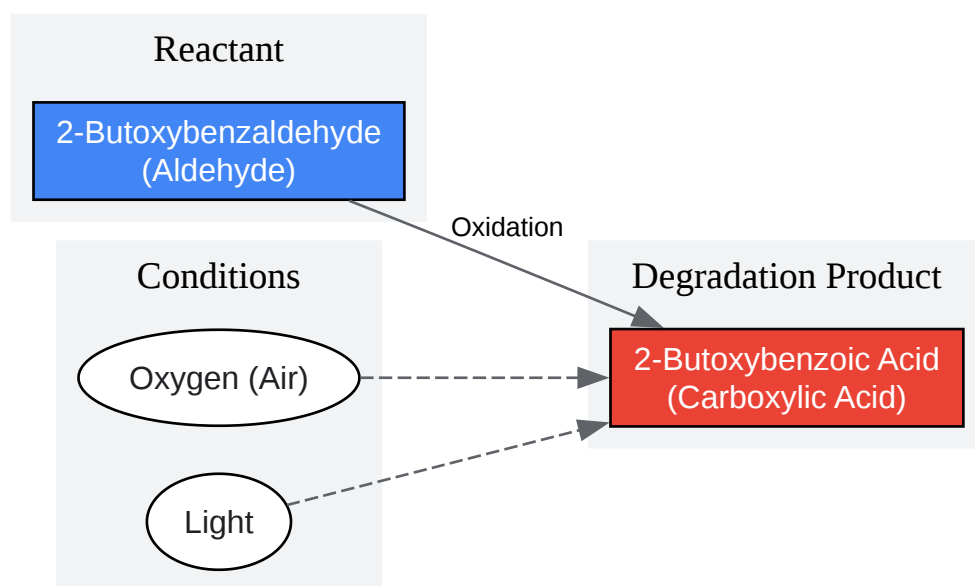 Reactant
2-Butoxybenzaldehyde
(Aldehyde)
Oxidation
Conditions
Oxygen (Air)
Light
Degradation Product
2-Butoxybenzoic Acid
(Carboxylic Acid)